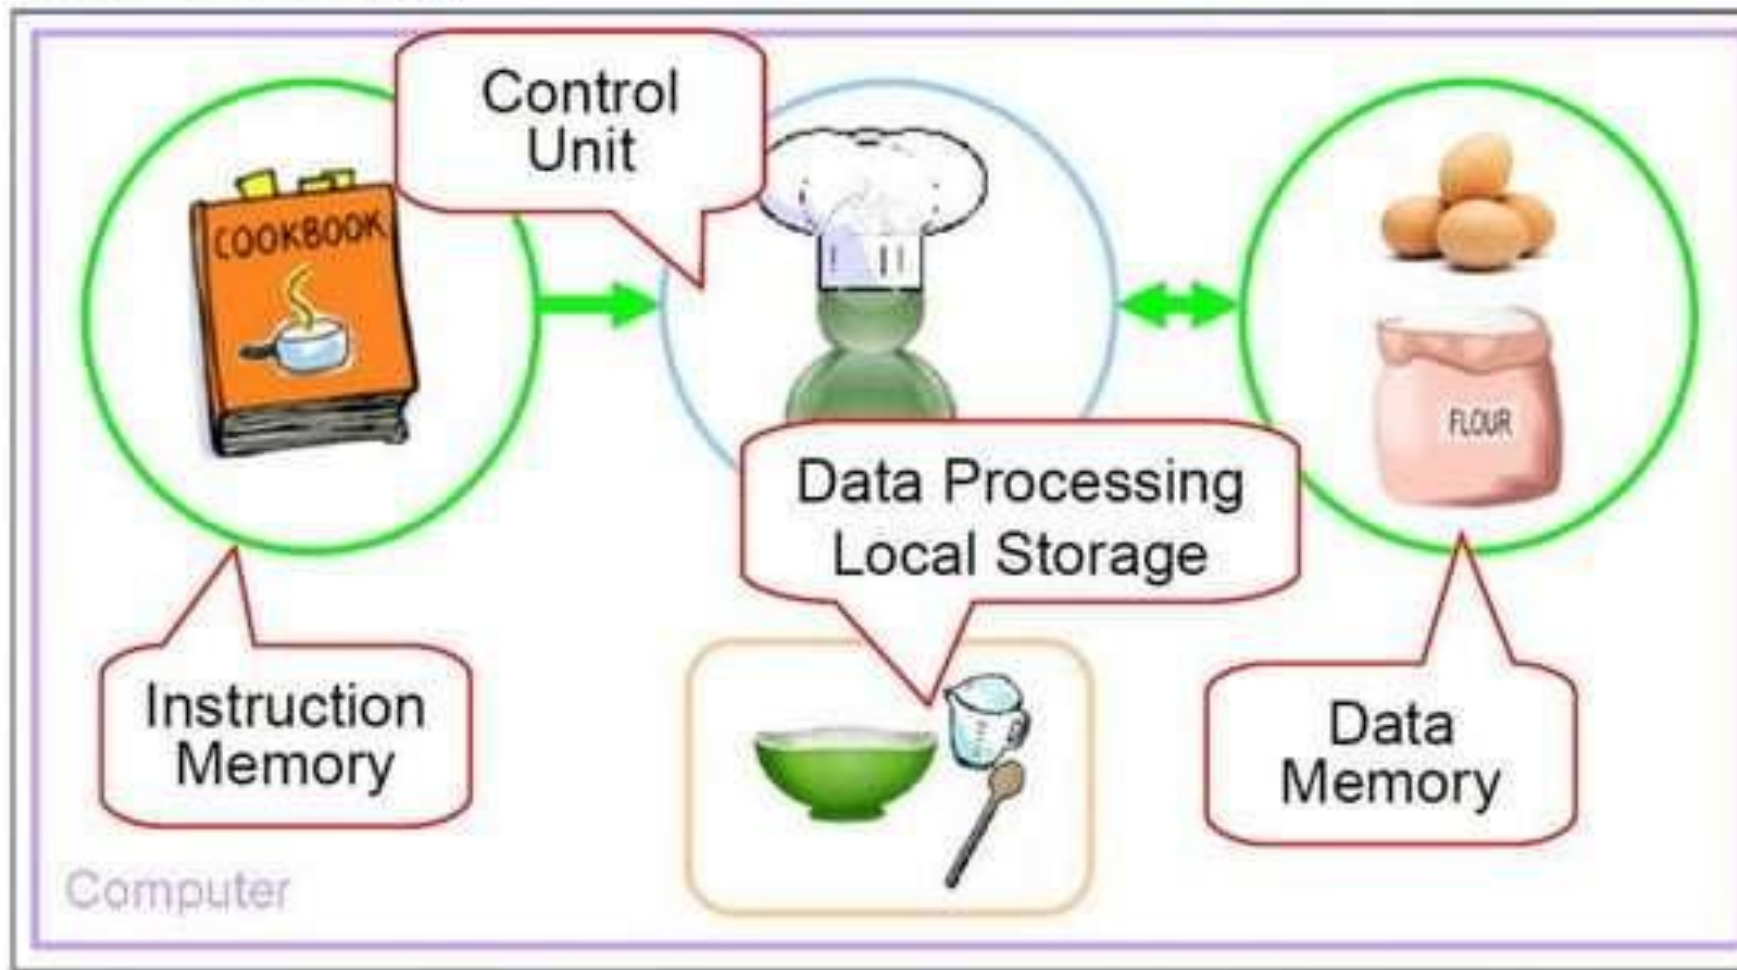 Control
Unit
COOKBOOK
FLOUR
Data Processing
Local Storage
Instruction
Memory
Data
Memory
Computer